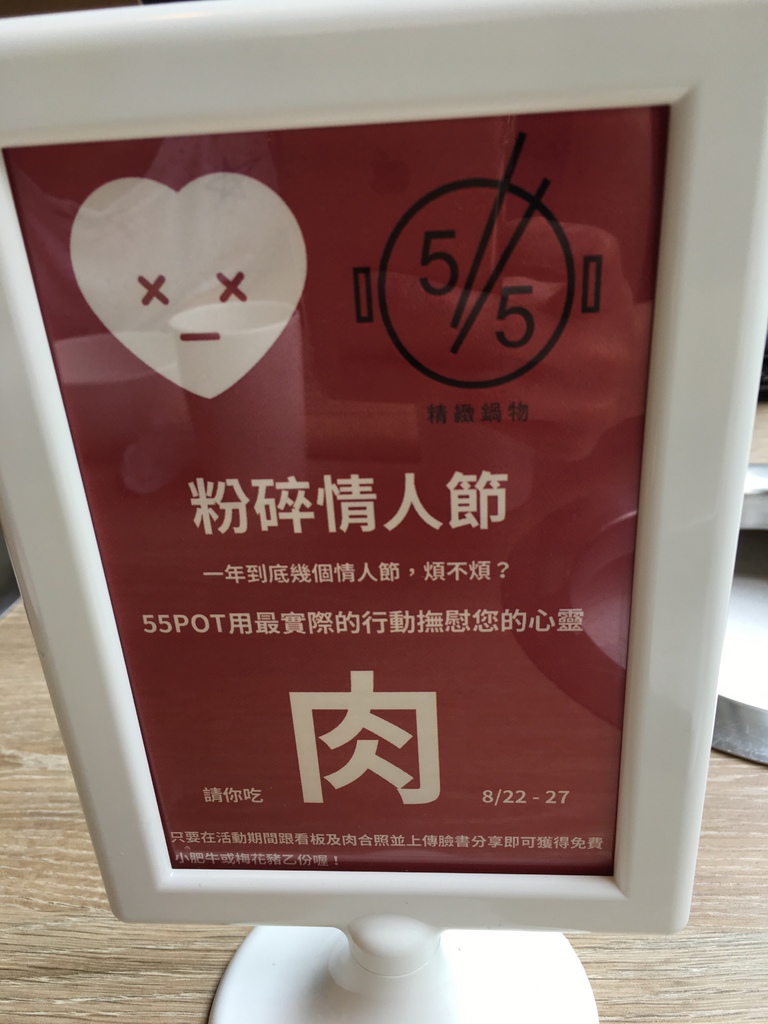 5/5
精緻鍋物
粉碎情人節
一年到底幾個情人節，煩不煩？
55POT用最實際的行動撫慰您的心靈
請你吃 肉 8/22 - 27
只要在活動期間跟看板及肉合照並上傳臉書分享即可獲得免費
小肥牛或梅花豬乙份喔！